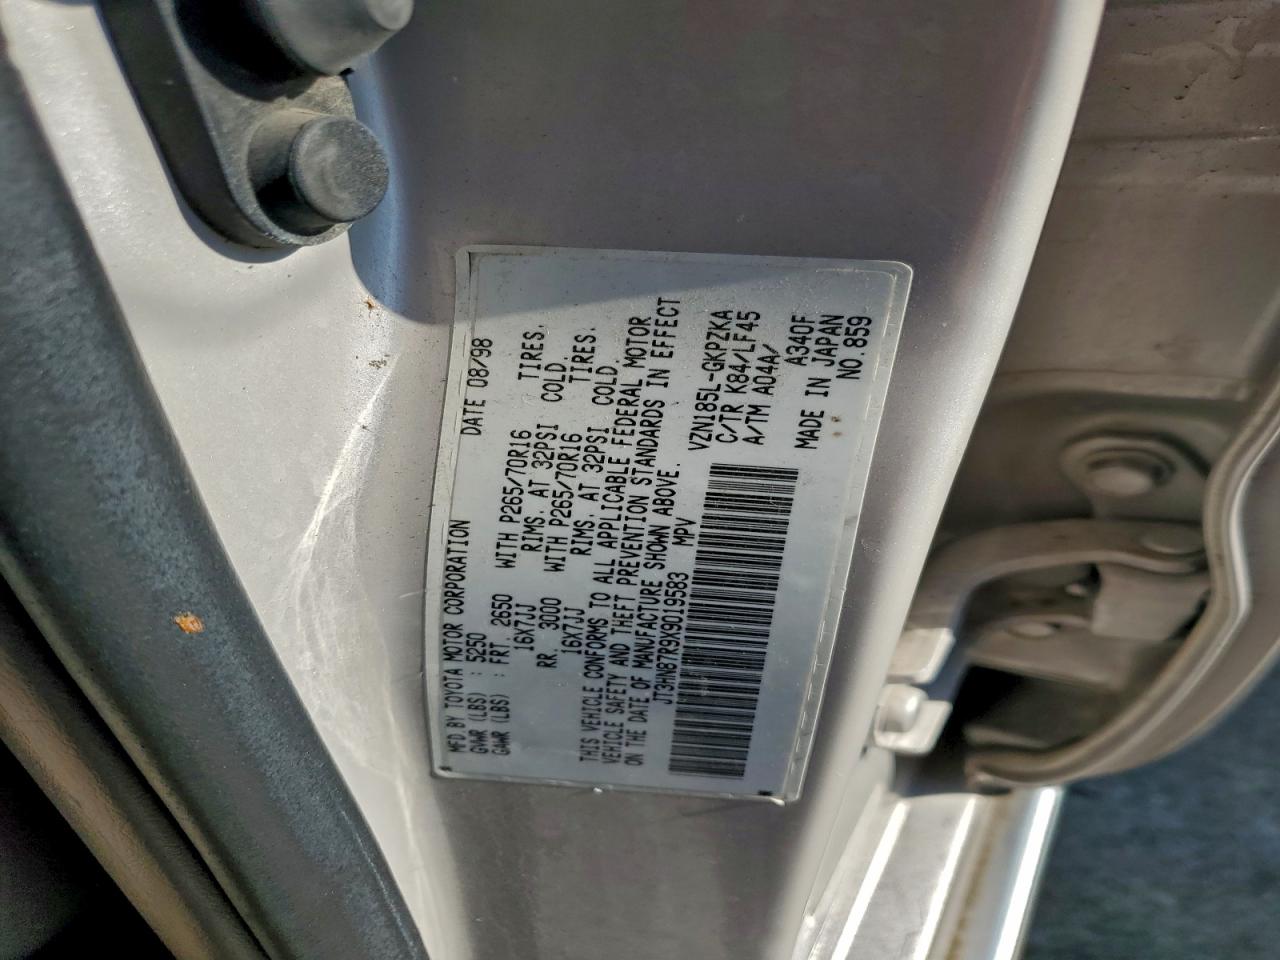 MFD. BY TOYOTA MOTOR CORPORATION DATE 08/98
GVWR (LBS) : 5250
GAWR (LBS) : FRT. 2650 WITH P265/70R16 TIRES,
16X7JJ RIMS, AT 32PSI COLD.
RR. 3000 WITH P265/70R16 TIRES.
16X7JJ RIMS, AT 32PSI COLD.
THIS VEHICLE CONFORMS TO ALL APPLICABLE FEDERAL MOTOR
VEHICLE SAFETY AND THEFT PREVENTION STANDARDS IN EFFECT
ON THE DATE OF MANUFACTURE SHOWN ABOVE.
JT3HN87R9X9019583 MPV
VZN185L-GKPZKA
C/TR K84/LF45
A/TM A04A/
A340F
MADE IN JAPAN
NO.859